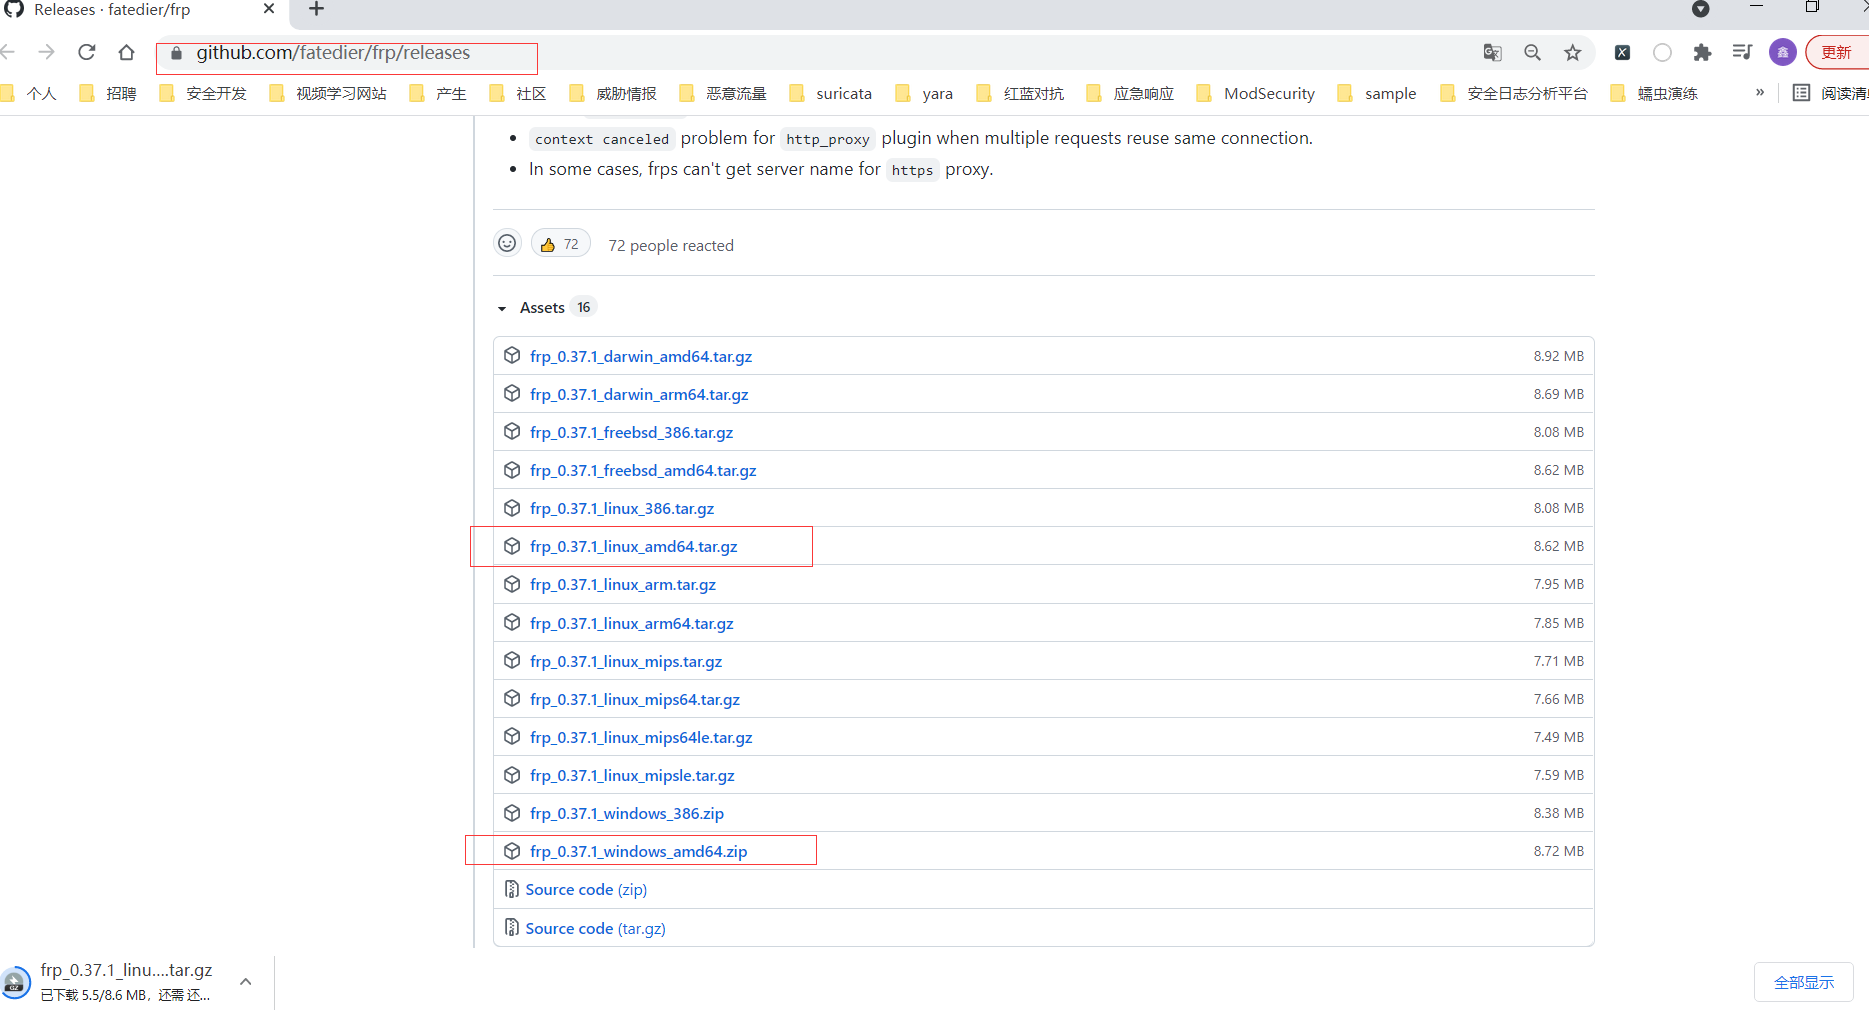 Releases · fatedier/frp
github.com/fatedier/frp/releases
更新
个人 招聘 安全开发 视频学习网站 产生 社区 威胁情报 恶意流量 suricata yara 红蓝对抗 应急响应 ModSecurity sample 安全日志分析平台 蠕虫演练 » 阅读清
context canceled problem for http_proxy plugin when multiple requests reuse same connection.
In some cases, frps can't get server name for https proxy.
72 72 people reacted
Assets 16
frp_0.37.1_darwin_amd64.tar.gz 8.92 MB
frp_0.37.1_darwin_arm64.tar.gz 8.69 MB
frp_0.37.1_freebsd_386.tar.gz 8.08 MB
frp_0.37.1_freebsd_amd64.tar.gz 8.62 MB
frp_0.37.1_linux_386.tar.gz 8.08 MB
frp_0.37.1_linux_amd64.tar.gz 8.62 MB
frp_0.37.1_linux_arm.tar.gz 7.95 MB
frp_0.37.1_linux_arm64.tar.gz 7.85 MB
frp_0.37.1_linux_mips.tar.gz 7.71 MB
frp_0.37.1_linux_mips64.tar.gz 7.66 MB
frp_0.37.1_linux_mips64le.tar.gz 7.49 MB
frp_0.37.1_linux_mipsle.tar.gz 7.59 MB
frp_0.37.1_windows_386.zip 8.38 MB
frp_0.37.1_windows_amd64.zip 8.72 MB
Source code (zip)
Source code (tar.gz)
frp_0.37.1_linu....tar.gz
已下载 5.5/8.6 MB，还需 还...
全部显示